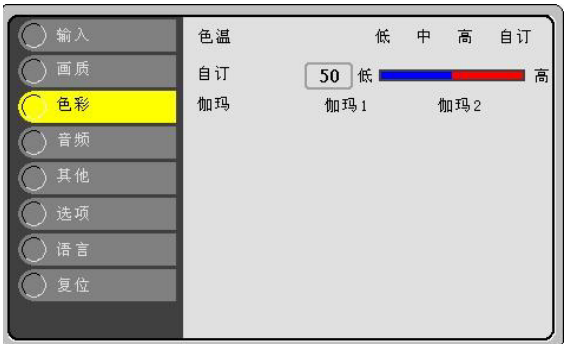 输入
画质
色彩
音频
其他
选项
语言
复位
色温 低 中 高 自订
自订 50 低 高
伽玛 伽玛1 伽玛2